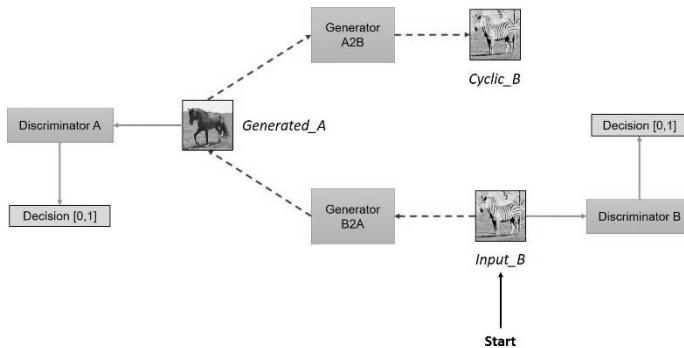 Generator
A2B
Cyclic_B
Discriminator A
Generated_A
Decision [0,1]
Decision [0,1]
Generator
B2A
Discriminator B
Input_B
Start